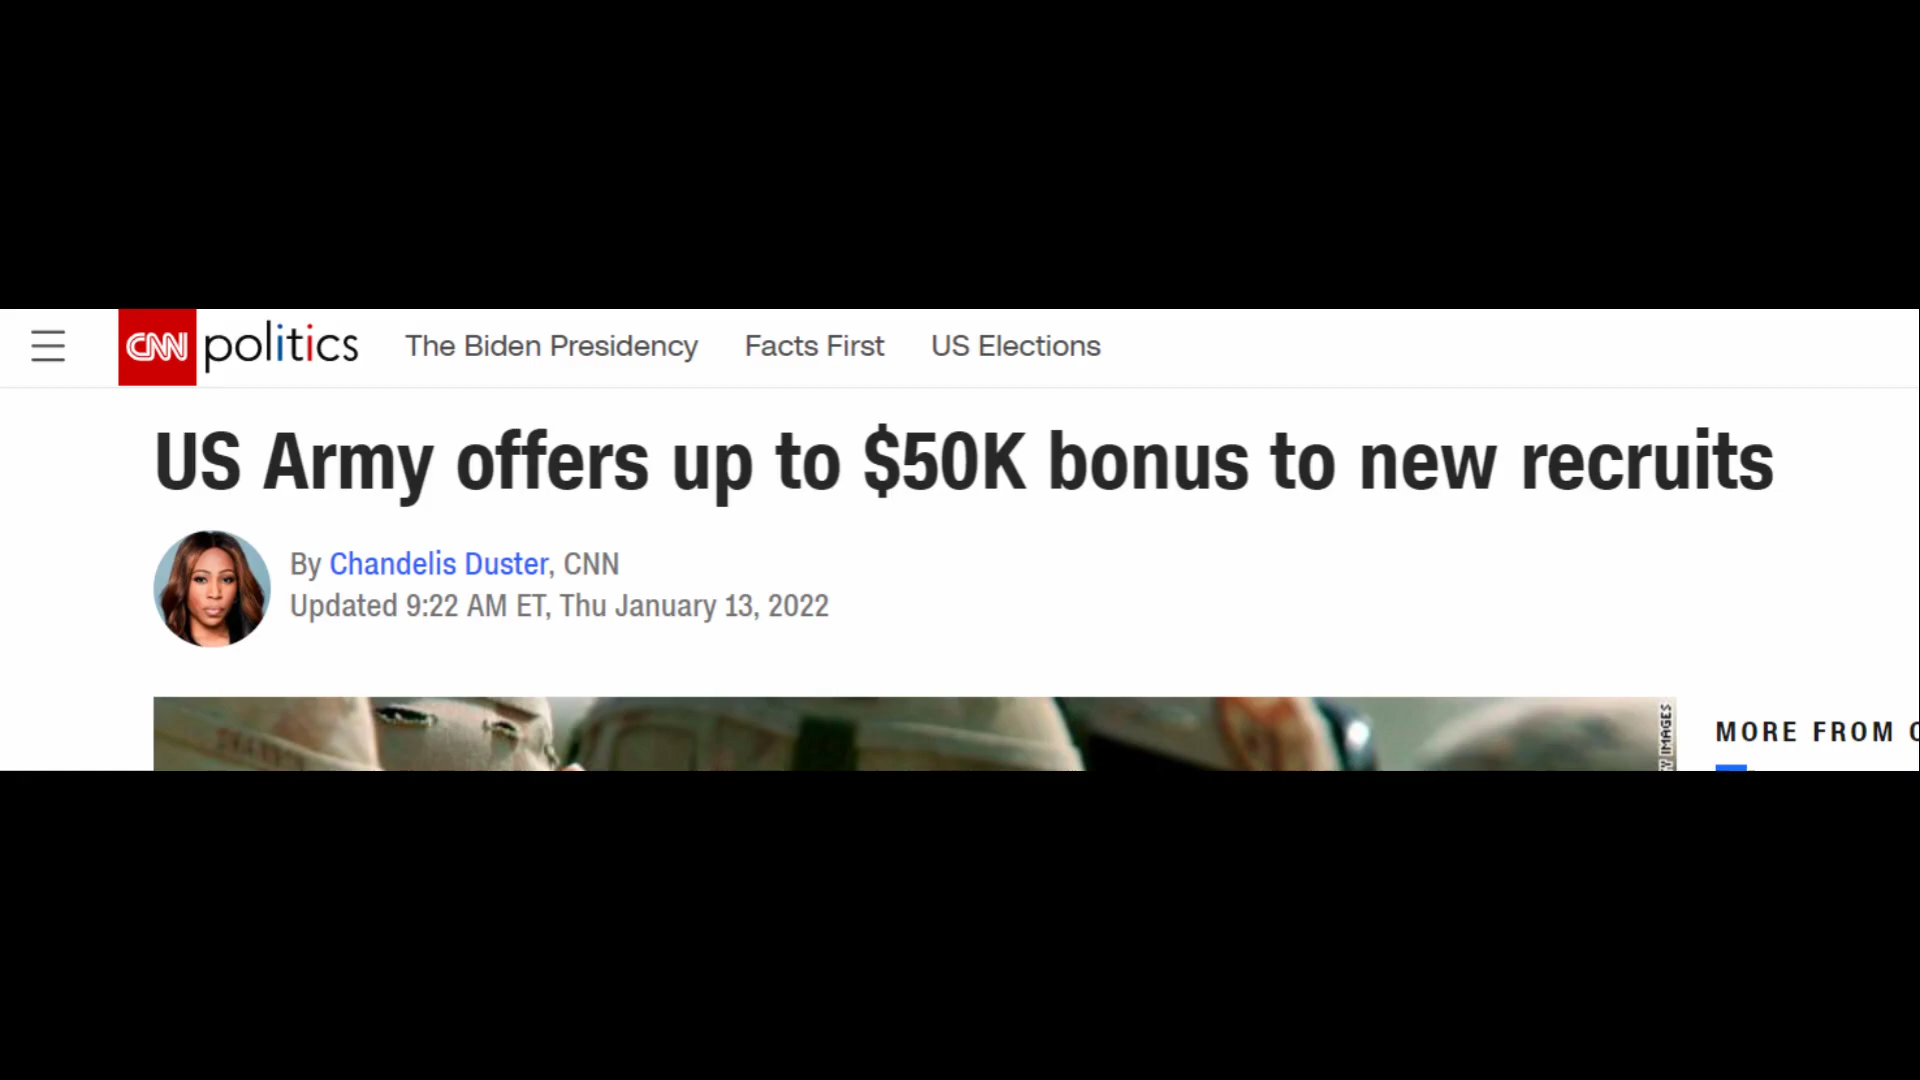 CNN politics The Biden Presidency Facts First US Elections
US Army offers up to $50K bonus to new recruits
By Chandelis Duster, CNN
Updated 9:22 AM ET, Thu January 13, 2022
IMAGES
MORE FROM